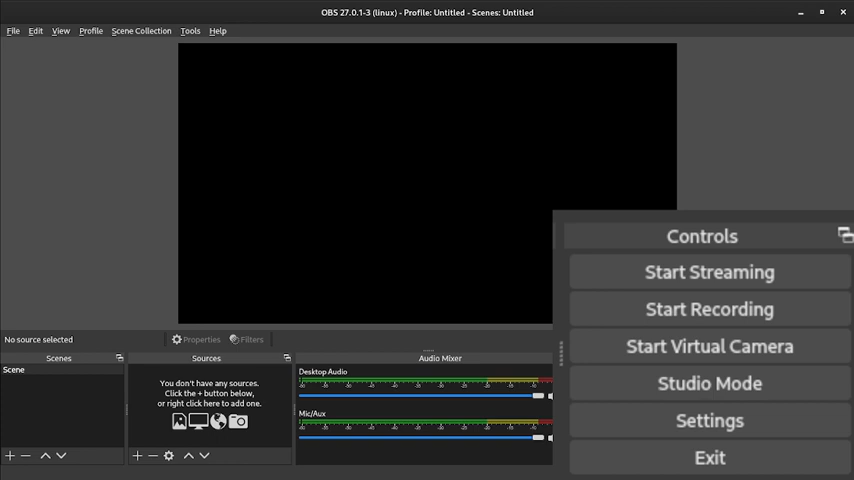 OBS 27.0.1-3 (linux) - Profile: Untitled - Scenes: Untitled
File Edit View Profile Scene Collection Tools Help
No source selected
Properties Filters
Scenes
Scene
Sources
You don't have any sources.
Click the + button below,
or right click here to add one.
Audio Mixer
Desktop Audio
Mic/Aux
Controls
Start Streaming
Start Recording
Start Virtual Camera
Studio Mode
Settings
Exit